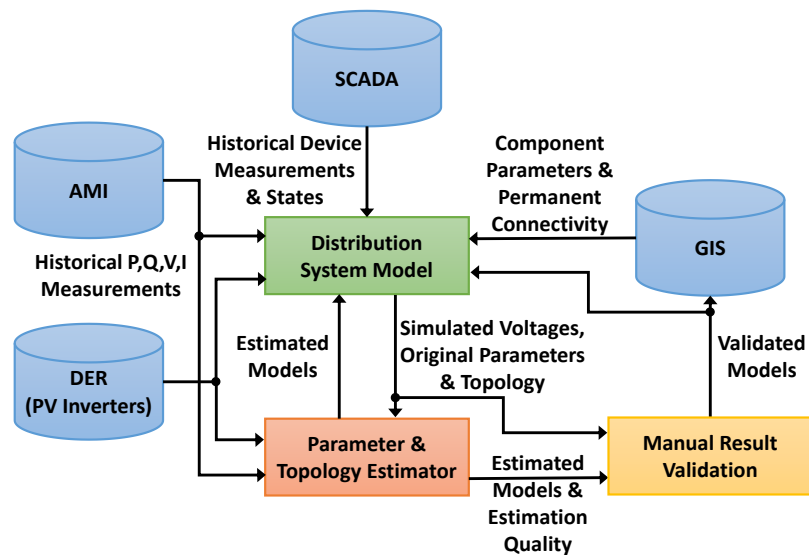 SCADA
Historical Device
Measurements
& States
Component
Parameters &
Permanent
Connectivity
AMI
GIS
Distribution
System Model
Historical P,Q,V,I
Measurements
DER
(PV Inverters)
Estimated
Models
Simulated Voltages,
Original Parameters
& Topology
Validated
Models
Parameter &
Topology Estimator
Estimated
Models &
Estimation
Quality
Manual Result
Validation